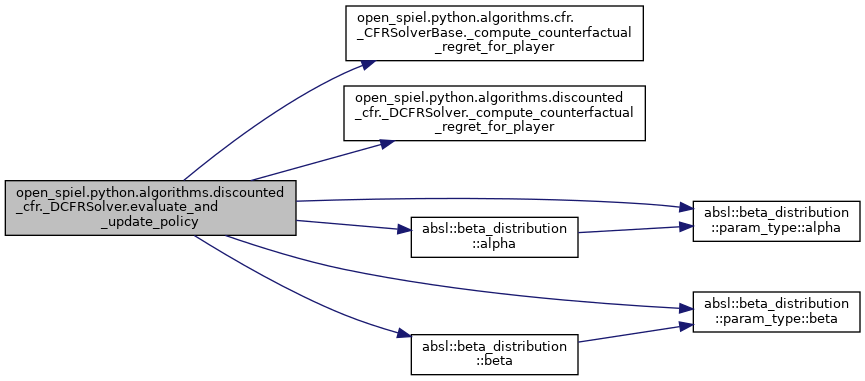 open_spiel.python.algorithms.cfr.
_CFRSolverBase._compute_counterfactual
_regret_for_player
open_spiel.python.algorithms.discounted
_cfr._DCFRSolver._compute_counterfactual
_regret_for_player
open_spiel.python.algorithms.discounted
_cfr._DCFRSolver.evaluate_and
_update_policy
absl::beta_distribution
::param_type::alpha
absl::beta_distribution
::alpha
absl::beta_distribution
::param_type::beta
absl::beta_distribution
::beta